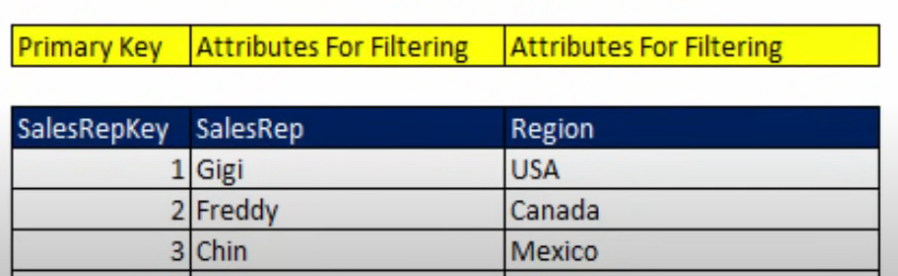 Primary Key Attributes For Filtering Attributes For Filtering
SalesRepKey SalesRep Region
1 Gigi USA
2 Freddy Canada
3 Chin Mexico